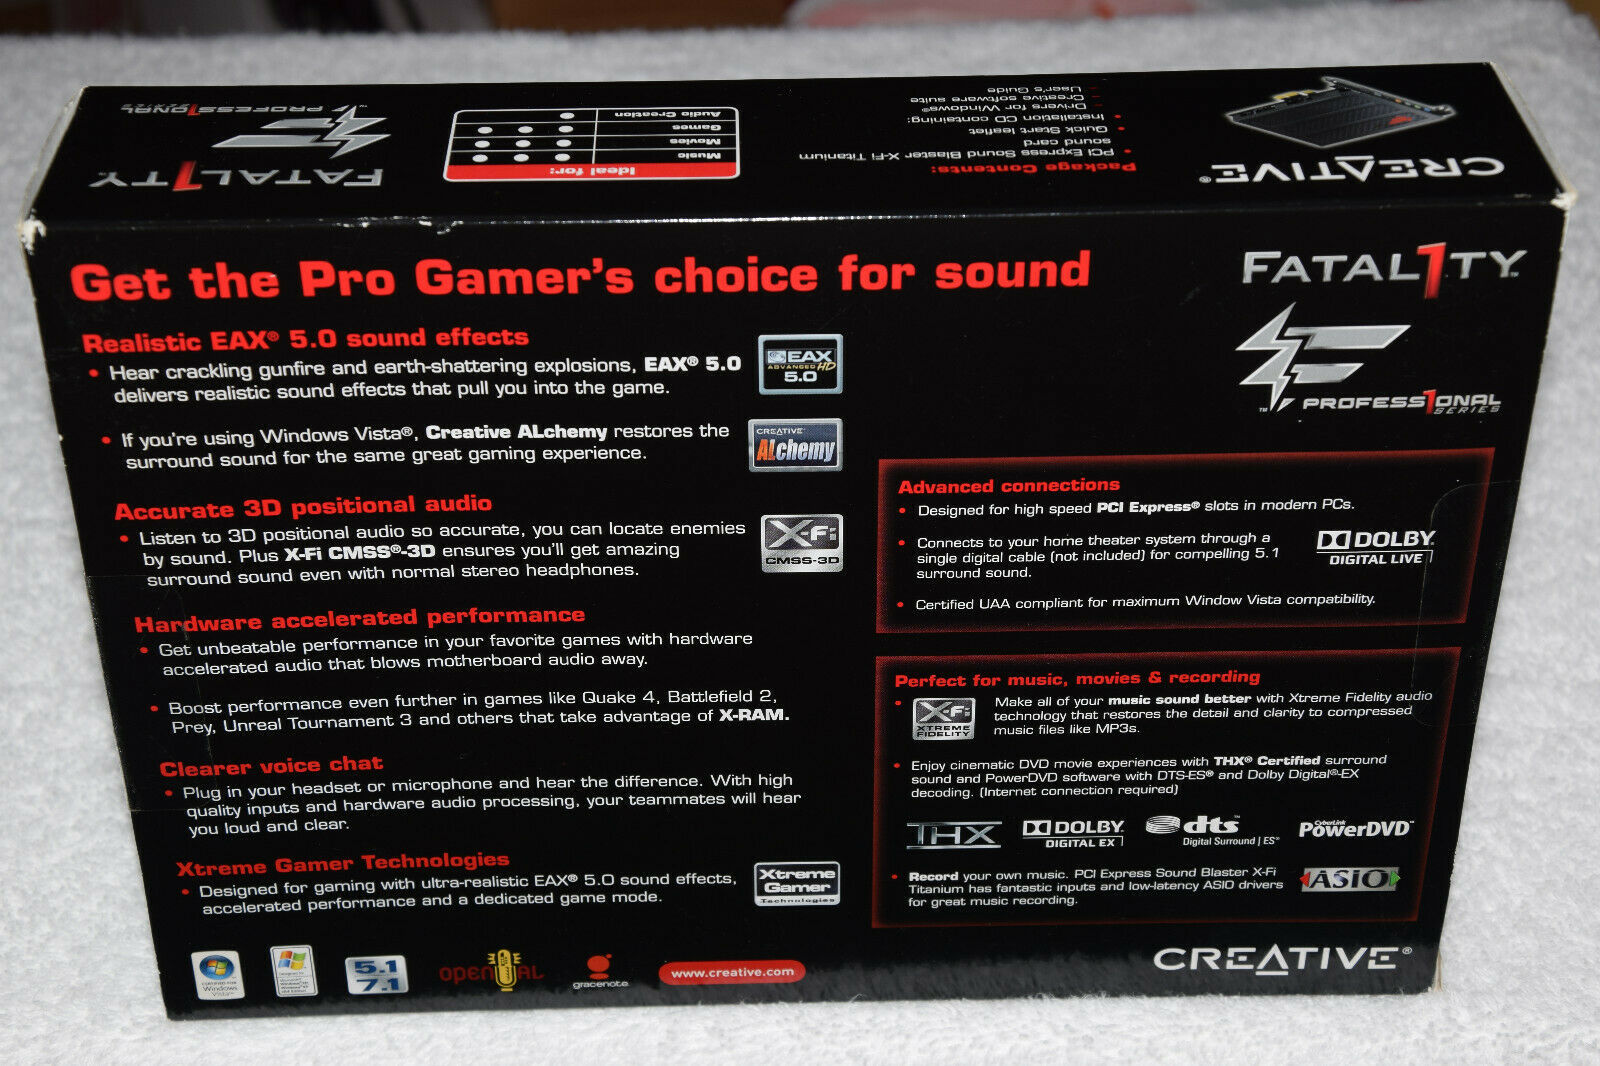 CREATIVE®
Package Contents:
• PCI Express Sound Blaster X-Fi Titanium
sound card
• Quick Start leaflet
• Installation CD containing:
– Drivers for Windows®
– Creative software suite
– User's Guide
Ideal for:
Music
Movies
Games
Audio Creation
FATAL1TY
PROFESS1ONAL
SERIES
Get the Pro Gamer's choice for sound
FATAL1TY™
™ PROFESS1ONAL
SERIES
Realistic EAX® 5.0 sound effects
• Hear crackling gunfire and earth-shattering explosions, EAX® 5.0
delivers realistic sound effects that pull you into the game.
EAX
ADVANCED HD
5.0
• If you're using Windows Vista®, Creative ALchemy restores the
surround sound for the same great gaming experience.
CREATIVE
ALchemy
Accurate 3D positional audio
• Listen to 3D positional audio so accurate, you can locate enemies
by sound. Plus X-Fi CMSS®-3D ensures you'll get amazing
surround sound even with normal stereo headphones.
X-Fi
CMSS-3D
Hardware accelerated performance
• Get unbeatable performance in your favorite games with hardware
accelerated audio that blows motherboard audio away.
• Boost performance even further in games like Quake 4, Battlefield 2,
Prey, Unreal Tournament 3 and others that take advantage of X-RAM.
Clearer voice chat
• Plug in your headset or microphone and hear the difference. With high
quality inputs and hardware audio processing, your teammates will hear
you loud and clear.
Xtreme Gamer Technologies
• Designed for gaming with ultra-realistic EAX® 5.0 sound effects,
accelerated performance and a dedicated game mode.
Xtreme
Gamer
Technologies
Advanced connections
• Designed for high speed PCI Express® slots in modern PCs.
• Connects to your home theater system through a
single digital cable (not included) for compelling 5.1
surround sound.
DOLBY
DIGITAL LIVE
• Certified UAA compliant for maximum Window Vista compatibility.
Perfect for music, movies & recording
• X-Fi
XTREME
FIDELITY
Make all of your music sound better with Xtreme Fidelity audio
technology that restores the detail and clarity to compressed
music files like MP3s.
• Enjoy cinematic DVD movie experiences with THX® Certified surround
sound and PowerDVD software with DTS-ES® and Dolby Digital®-EX
decoding. (Internet connection required)
THX
DOLBY
DIGITAL EX
dts™
Digital Surround | ES®
CyberLink
PowerDVD™
• Record your own music. PCI Express Sound Blaster X-Fi
Titanium has fantastic inputs and low-latency ASIO drivers
for great music recording.
ASIO
CERTIFIED FOR
Windows
Vista™
5.1
7.1
OPENAL
gracenote
www.creative.com
CREATIVE®